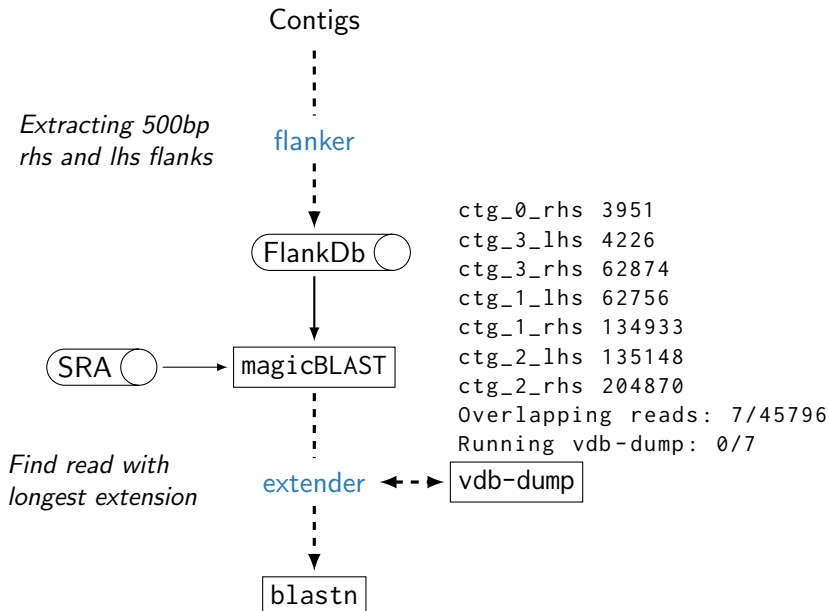 Contigs
Extracting 500bp
rhs and lhs flanks
flanker
FlankDb
ctg_0_rhs 3951
ctg_3_lhs 4226
ctg_3_rhs 62874
ctg_1_lhs 62756
ctg_1_rhs 134933
ctg_2_lhs 135148
ctg_2_rhs 204870
Overlapping reads: 7/45796
Running vdb-dump: 0/7
SRA
magicBLAST
Find read with
longest extension
extender
vdb-dump
blastn